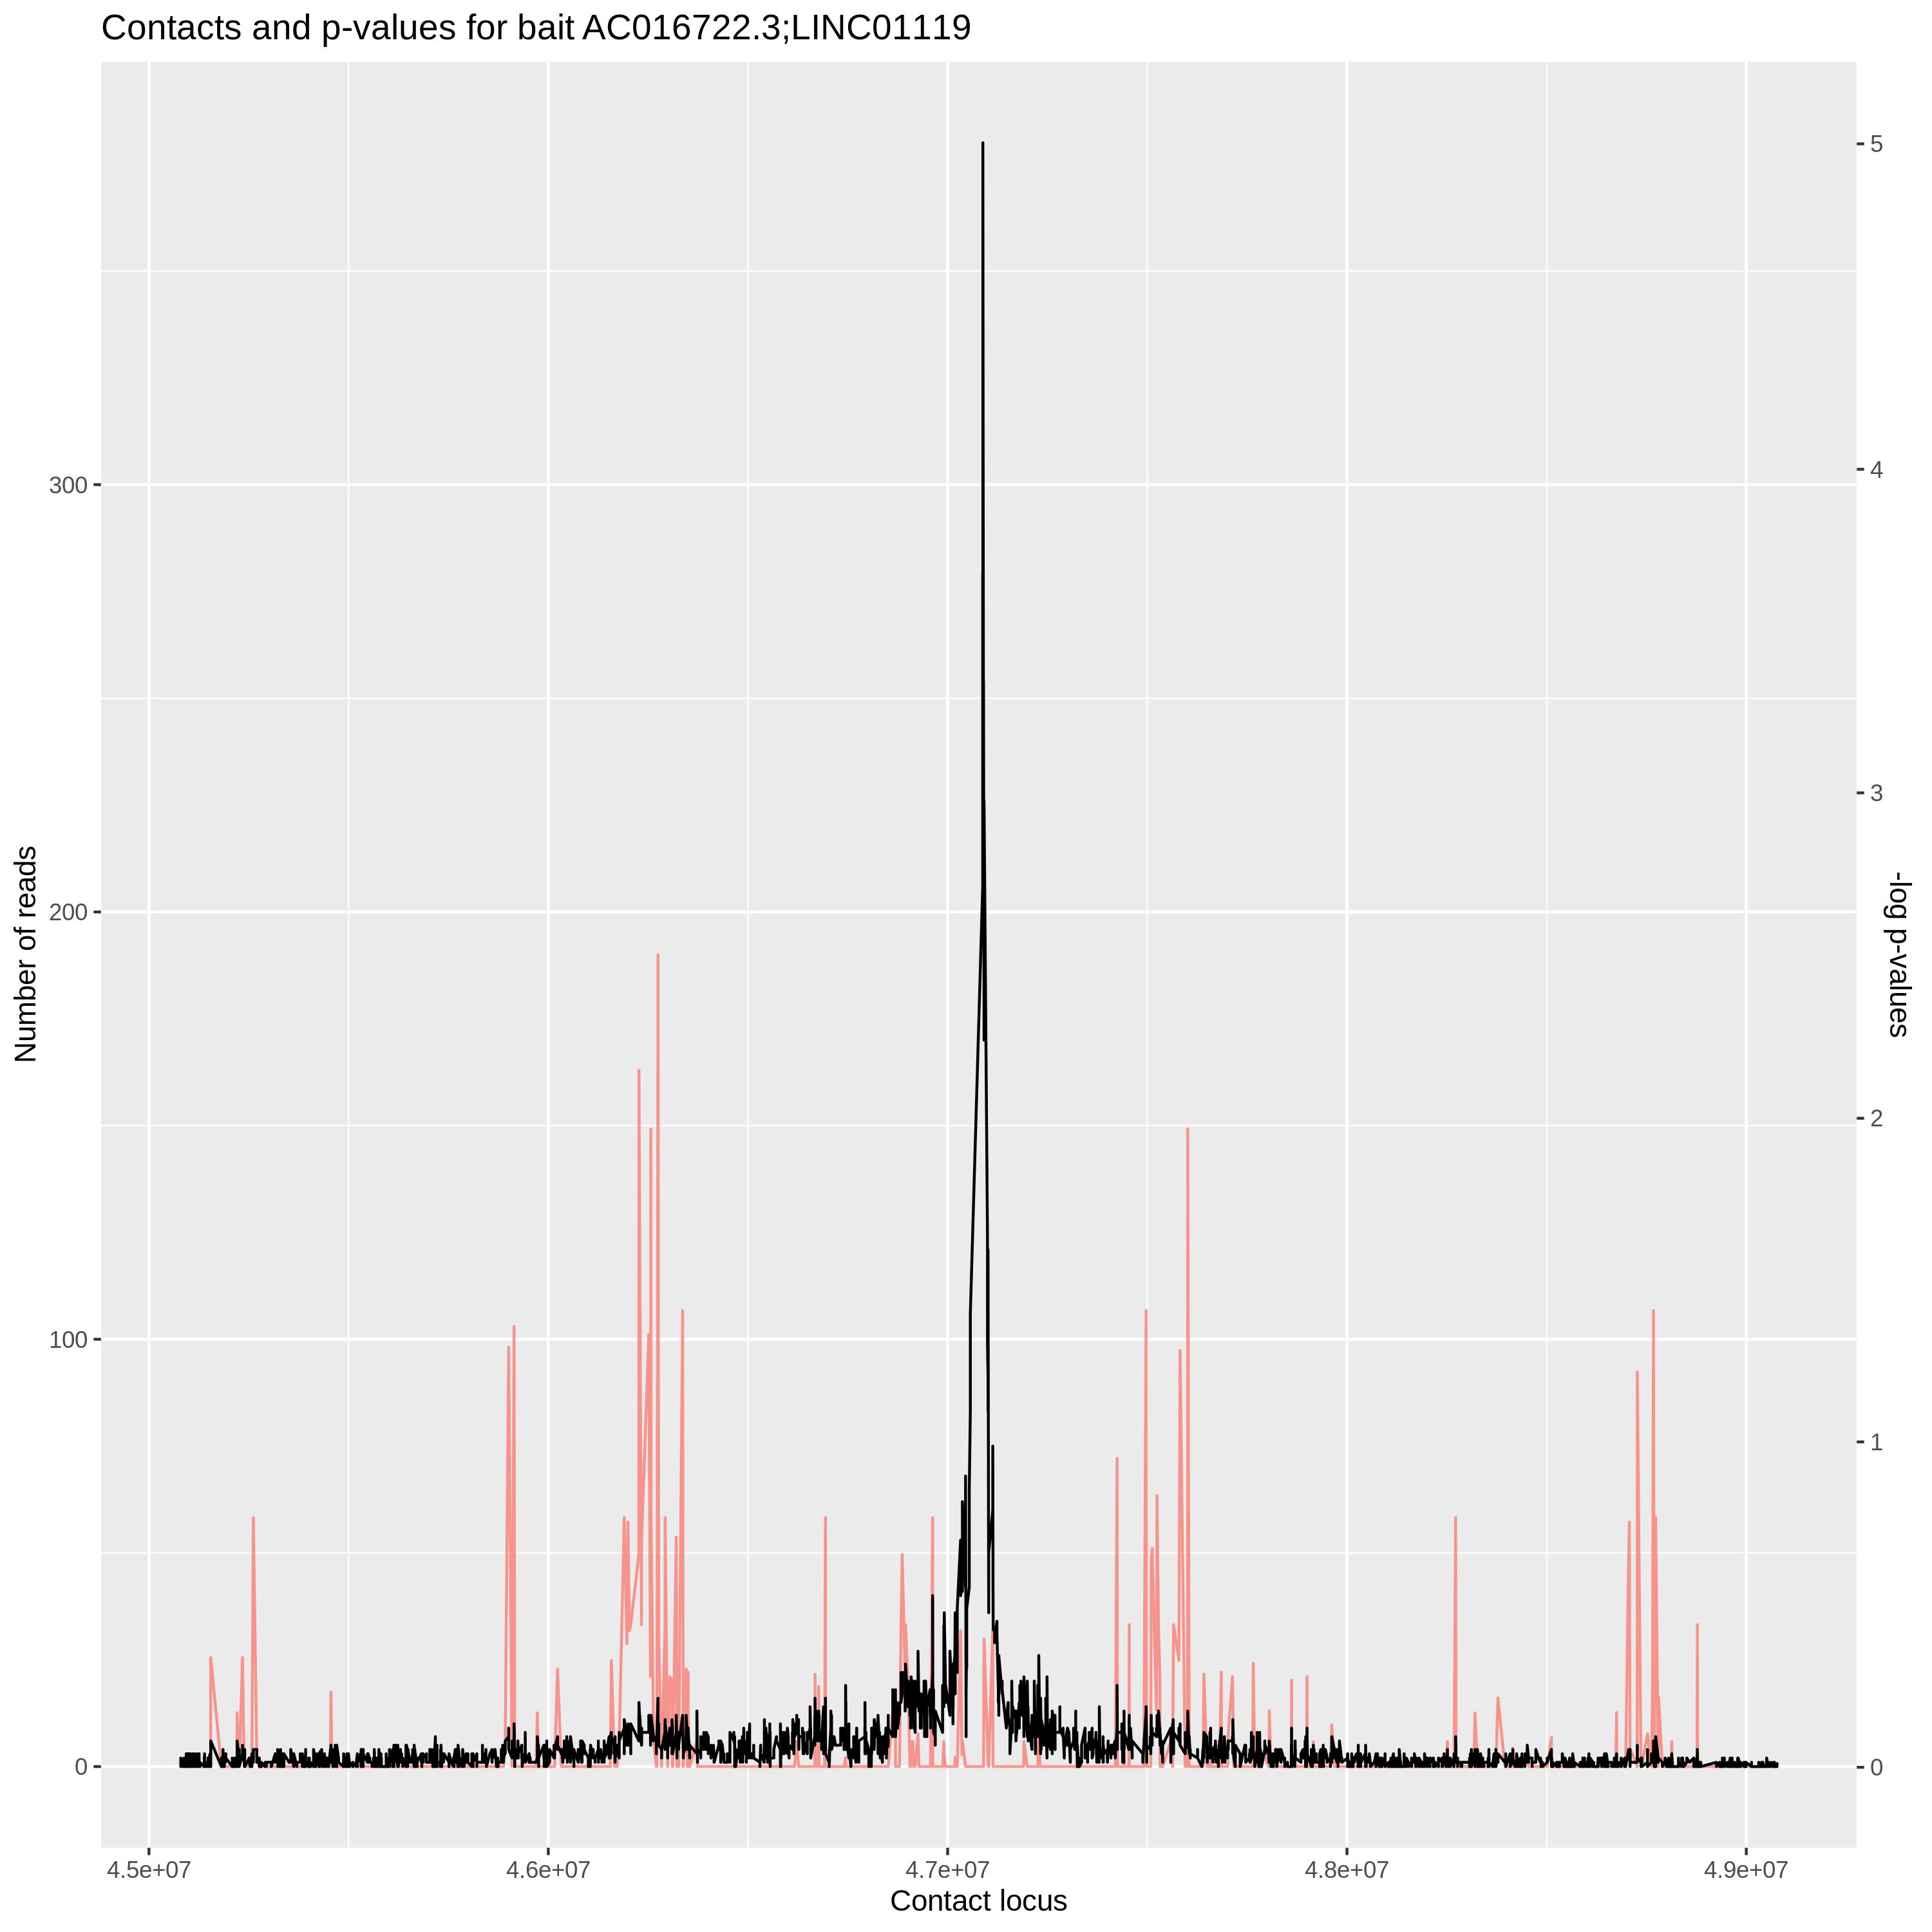 Contacts and p-values for bait AC016722.3;LINC01119
5
300
4
3
200
2
100
1
0
0
Number of reads
-log p-values
4.5e+07
4.6e+07
4.7e+07
4.8e+07
4.9e+07
Contact locus